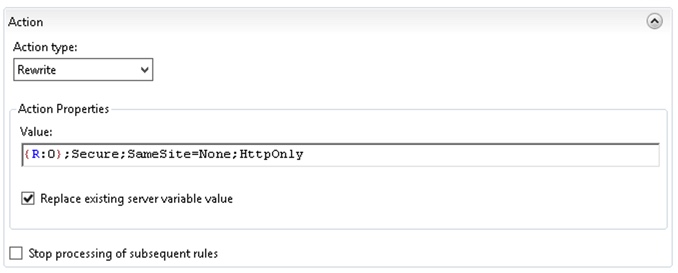 Action
Action type:
Rewrite
Action Properties
Value:
{R:0};Secure;SameSite=None;HttpOnly
Replace existing server variable value
Stop processing of subsequent rules